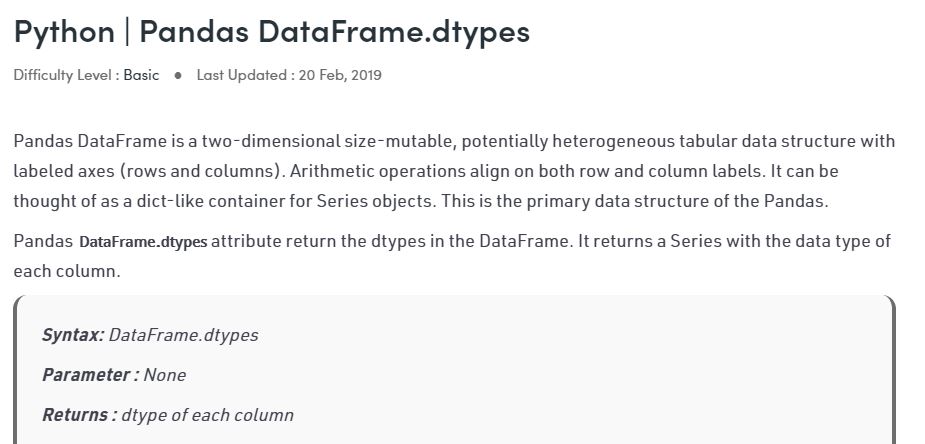 Python | Pandas DataFrame.dtypes
Difficulty Level : Basic ● Last Updated : 20 Feb, 2019
Pandas DataFrame is a two-dimensional size-mutable, potentially heterogeneous tabular data structure with
labeled axes (rows and columns). Arithmetic operations align on both row and column labels. It can be
thought of as a dict-like container for Series objects. This is the primary data structure of the Pandas.
Pandas DataFrame.dtypes attribute return the dtypes in the DataFrame. It returns a Series with the data type of
each column.
Syntax: DataFrame.dtypes
Parameter : None
Returns : dtype of each column